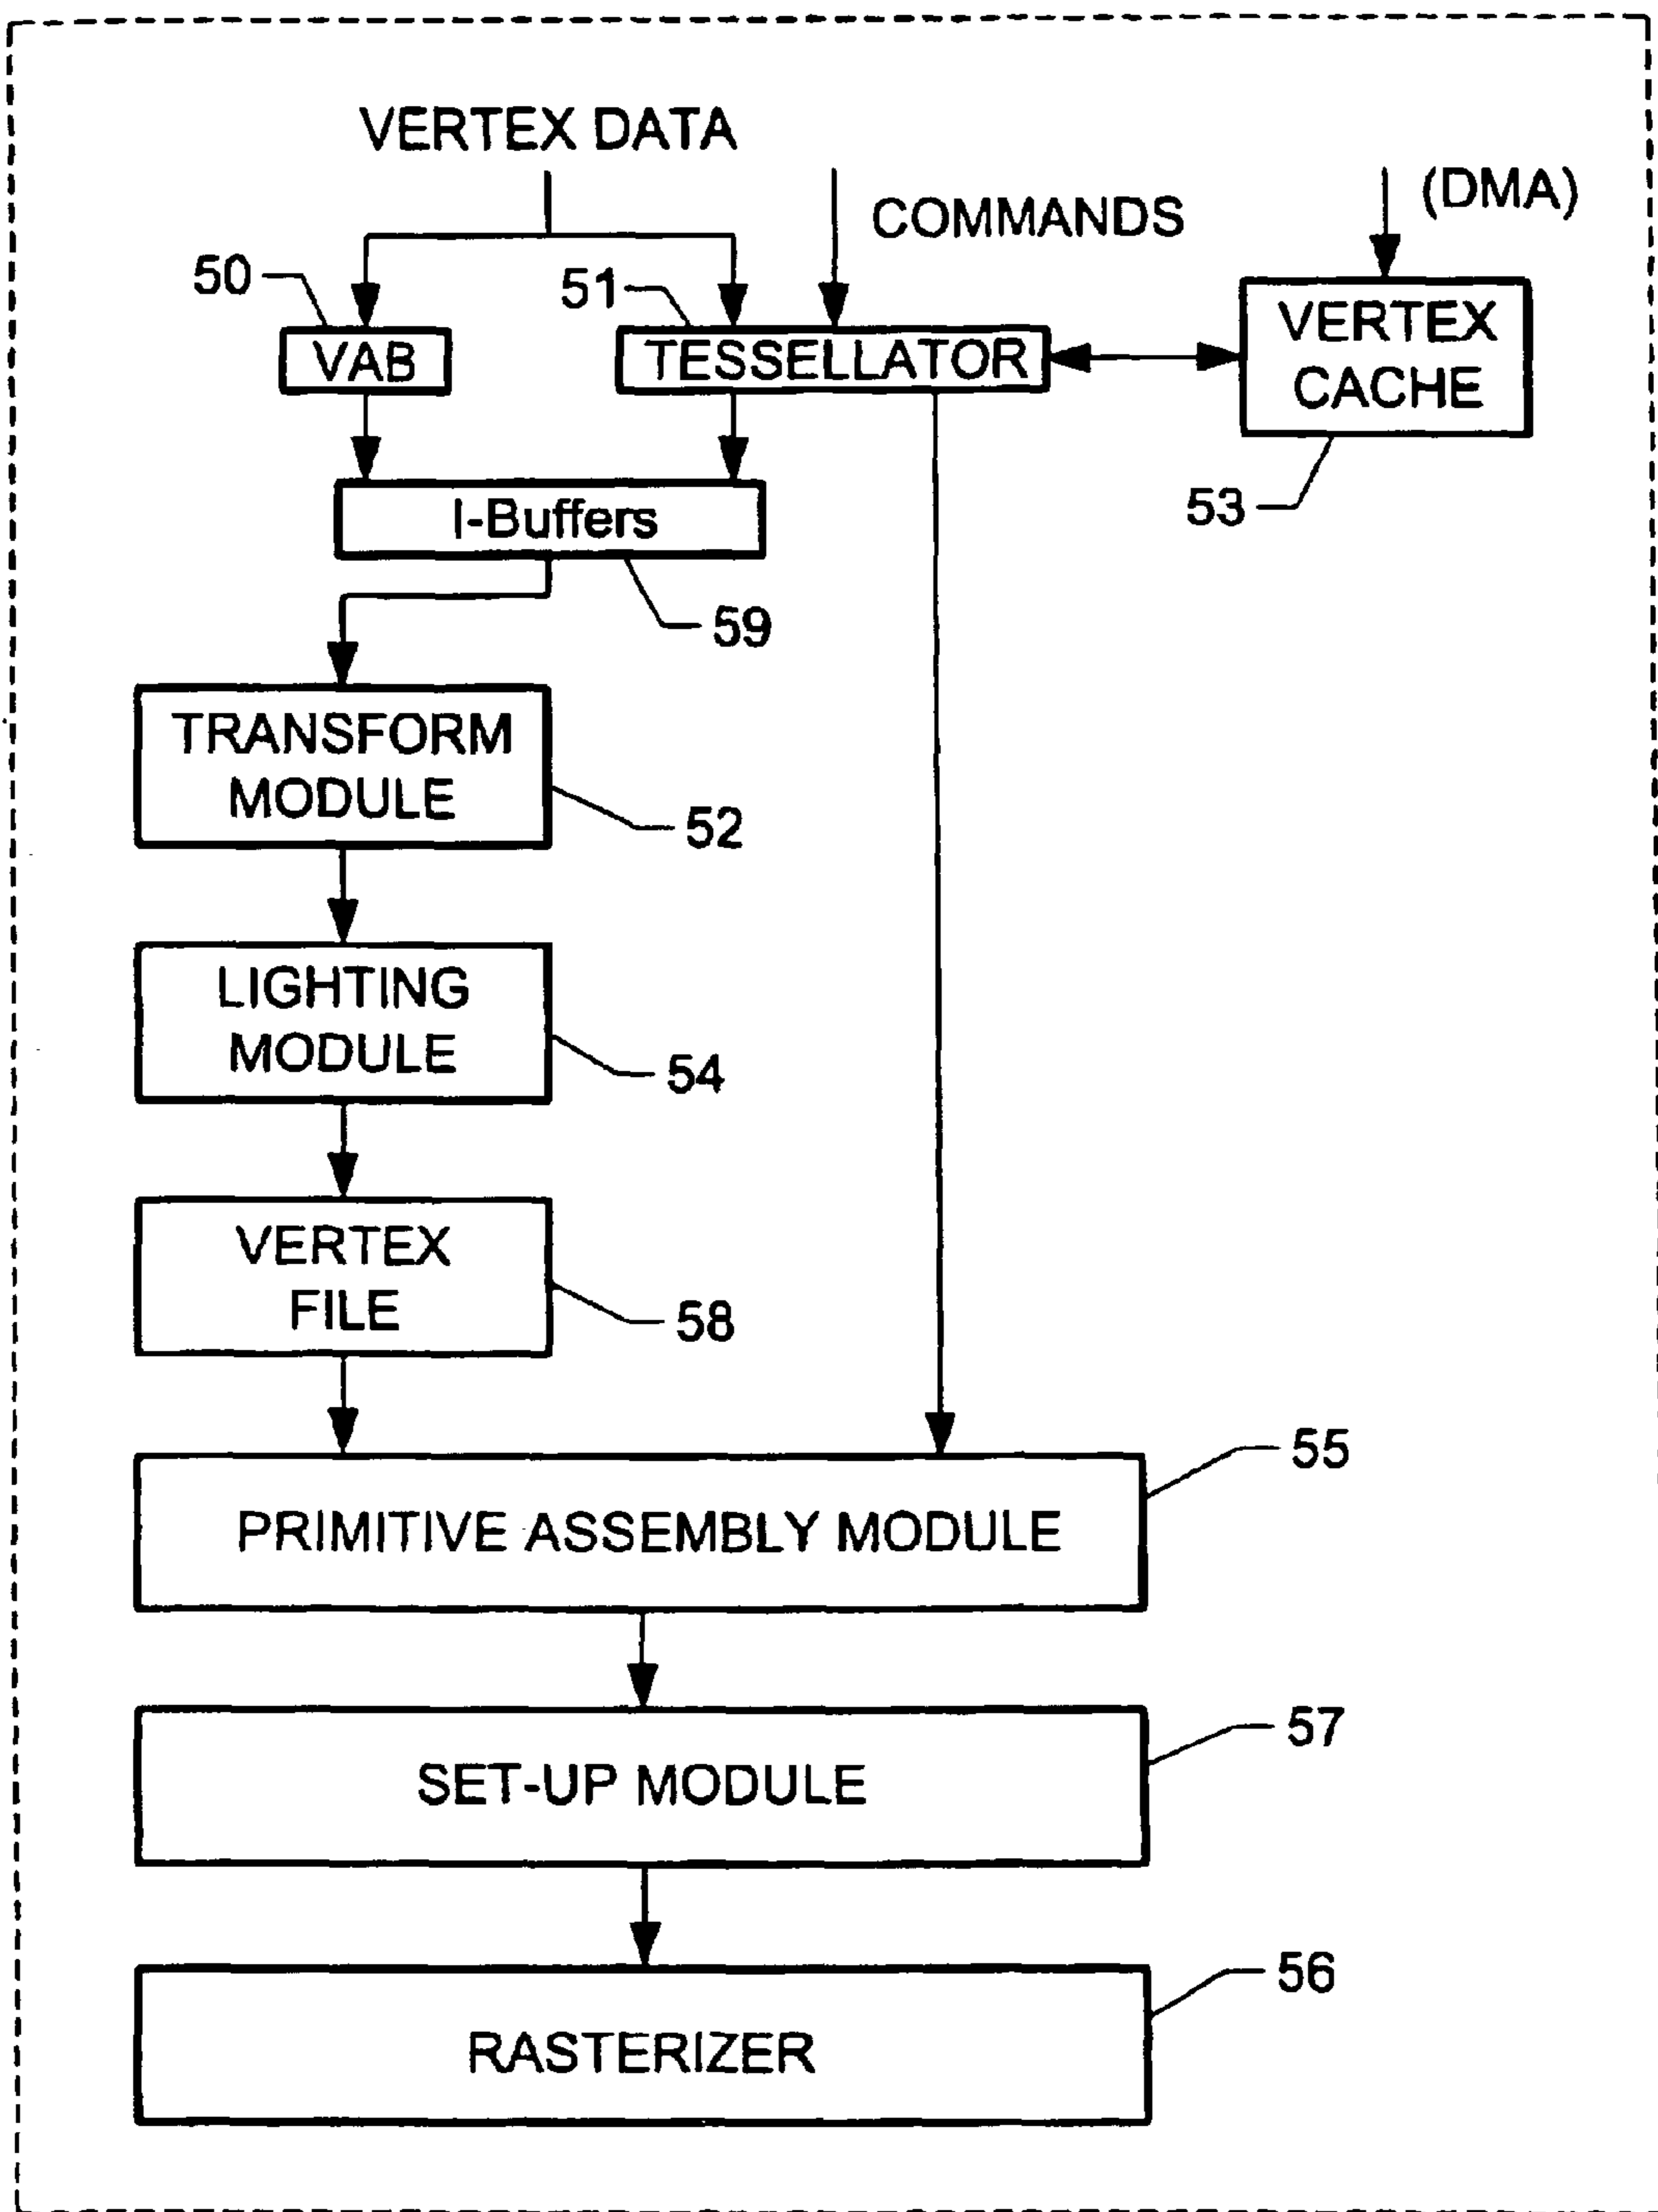 VERTEX DATA
COMMANDS
(DMA)
50
VAB
51
TESSELLATOR
VERTEX
CACHE
53
I-Buffers
59
TRANSFORM
MODULE
52
LIGHTING
MODULE
54
VERTEX
FILE
58
55
PRIMITIVE ASSEMBLY MODULE
57
SET-UP MODULE
56
RASTERIZER